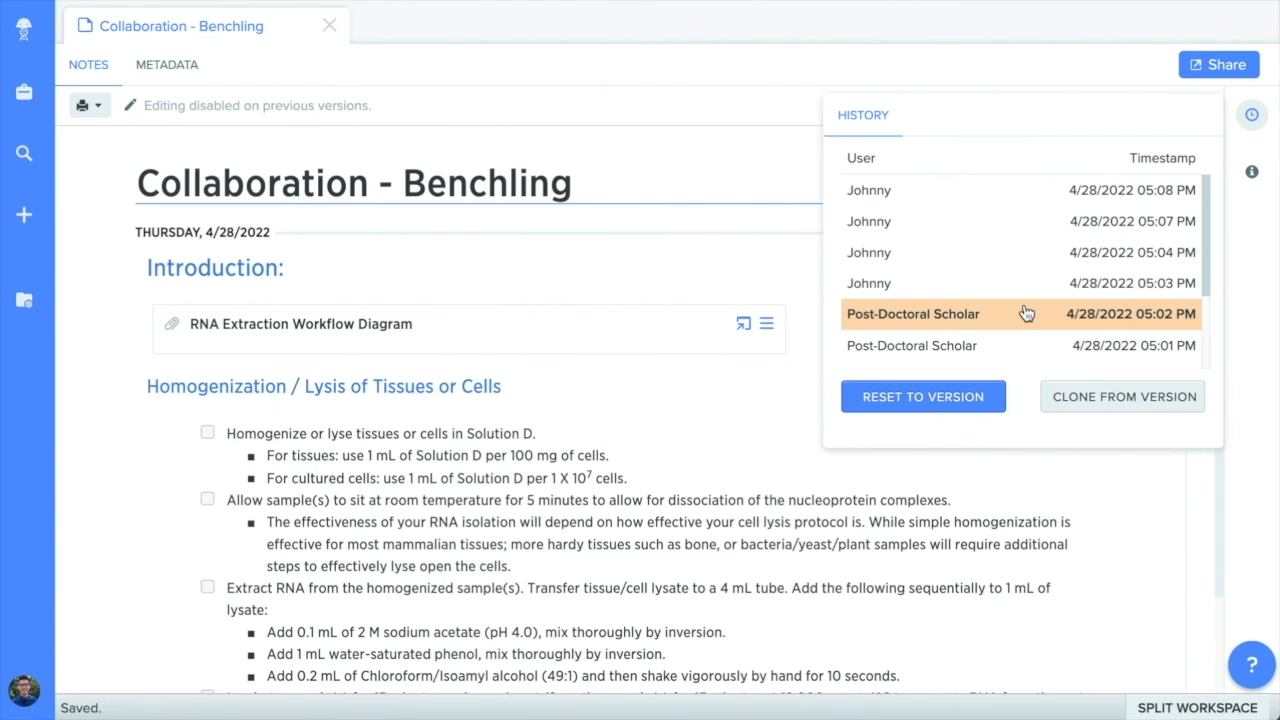 Collaboration - Benchling
NOTES
METADATA
Share
Editing disabled on previous versions.
HISTORY
User
Timestamp
Johnny
4/28/2022 05:08 PM
Johnny
4/28/2022 05:07 PM
Johnny
4/28/2022 05:04 PM
Johnny
4/28/2022 05:03 PM
Post-Doctoral Scholar
4/28/2022 05:02 PM
Post-Doctoral Scholar
4/28/2022 05:01 PM
RESET TO VERSION
CLONE FROM VERSION
Collaboration - Benchling
THURSDAY, 4/28/2022
Introduction:
RNA Extraction Workflow Diagram
Homogenization / Lysis of Tissues or Cells
Homogenize or lyse tissues or cells in Solution D.
■ For tissues: use 1 mL of Solution D per 100 mg of cells.
■ For cultured cells: use 1 mL of Solution D per 1 X 10⁷ cells.
Allow sample(s) to sit at room temperature for 5 minutes to allow for dissociation of the nucleoprotein complexes.
■ The effectiveness of your RNA isolation will depend on how effective your cell lysis protocol is. While simple homogenization is
effective for most mammalian tissues; more hardy tissues such as bone, or bacteria/yeast/plant samples will require additional
steps to effectively lyse open the cells.
Extract RNA from the homogenized sample(s). Transfer tissue/cell lysate to a 4 mL tube. Add the following sequentially to 1 mL of
lysate:
■ Add 0.1 mL of 2 M sodium acetate (pH 4.0), mix thoroughly by inversion.
■ Add 1 mL water-saturated phenol, mix thoroughly by inversion.
■ Add 0.2 mL of Chloroform/Isoamyl alcohol (49:1) and then shake vigorously by hand for 10 seconds.
?
Saved.
SPLIT WORKSPACE